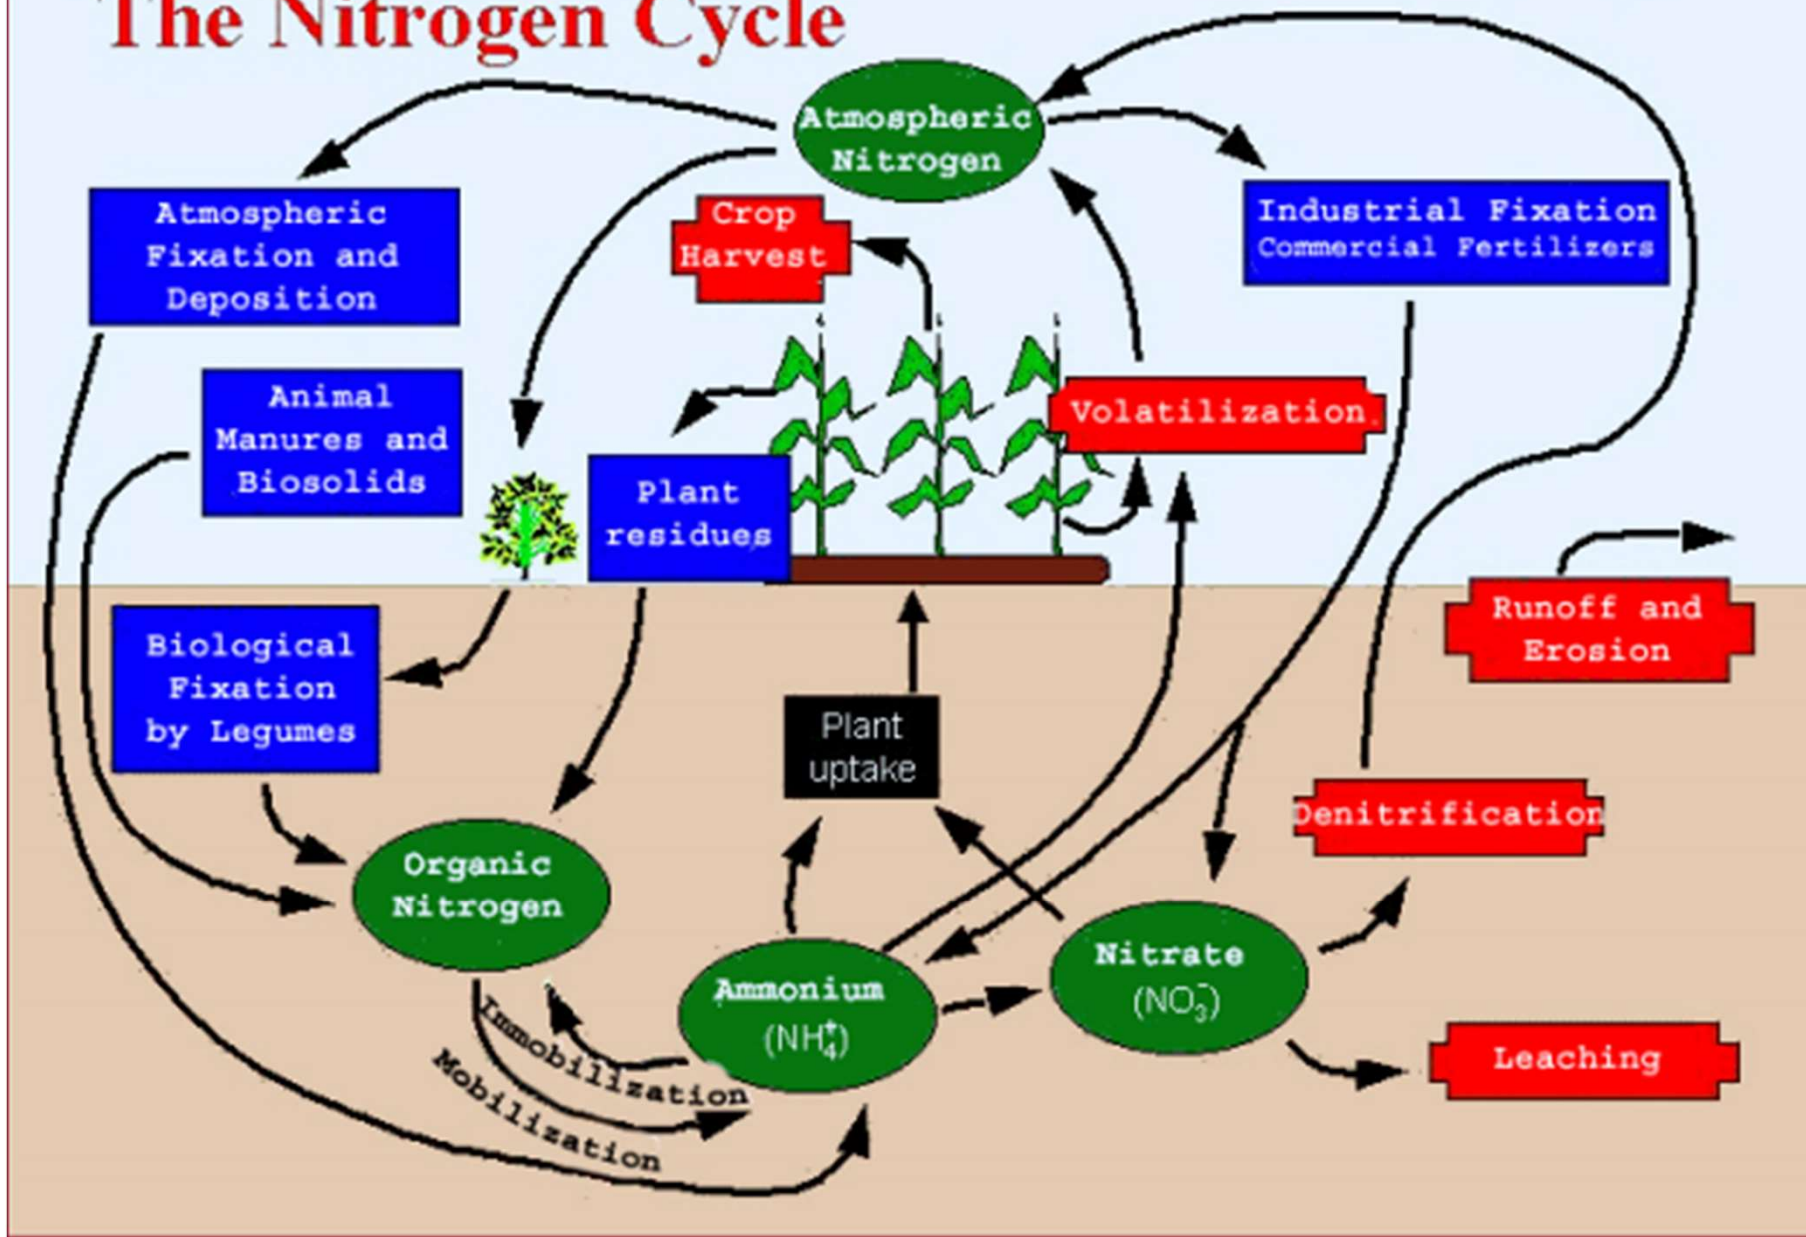 The Nitrogen Cycle
Atmospheric
Nitrogen
Atmospheric
Fixation and
Deposition
Crop
Harvest
Industrial Fixation
Commercial Fertilizers
Animal
Manures and
Biosolids
Volatilization
Plant
residues
Runoff and
Erosion
Biological
Fixation
by Legumes
Plant
uptake
Denitrification
Organic
Nitrogen
Ammonium
(NH₄⁺)
Nitrate
(NO₃⁻)
Immobilization
Mobilization
Leaching